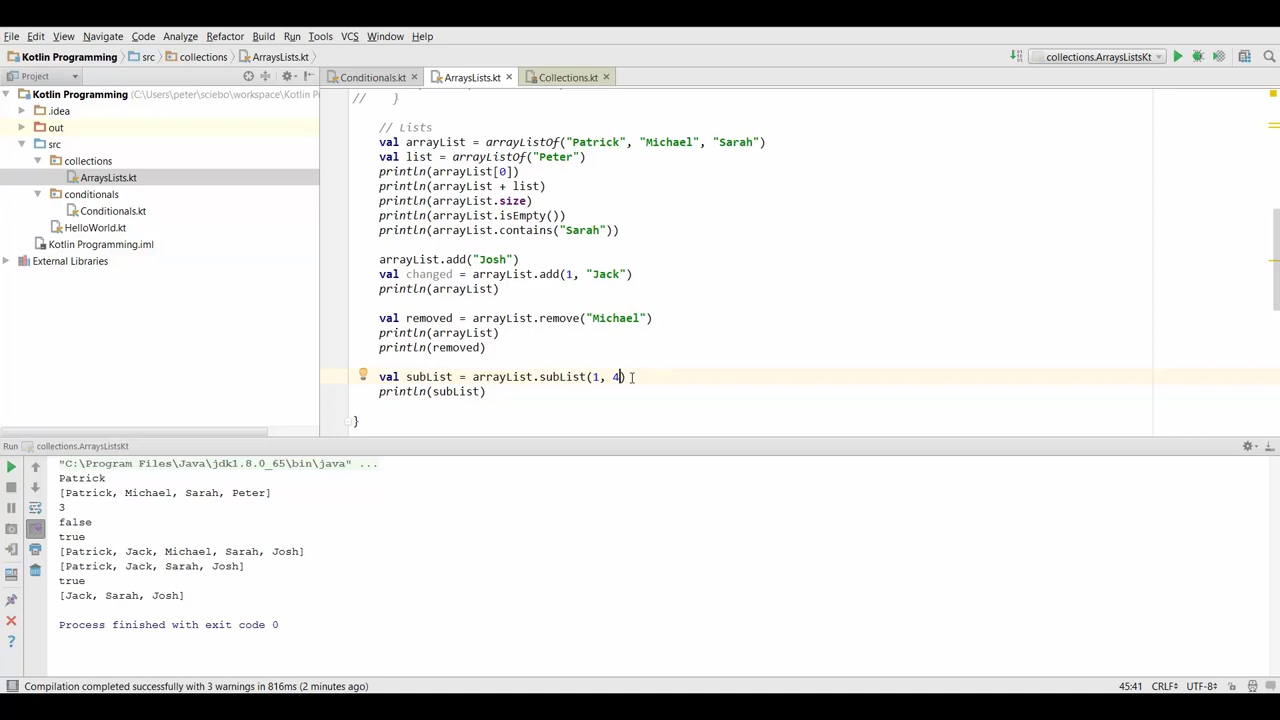 File Edit View Navigate Code Analyze Refactor Build Run Tools VCS Window Help
Kotlin Programming src collections ArraysLists.kt collections.ArraysListsKt
Project Conditionals.kt ArraysLists.kt Collections.kt
Kotlin Programming (C:\Users\peter\sciebo\workspace\Kotlin P
.idea
out
src
collections
ArraysLists.kt
conditionals
Conditionals.kt
HelloWorld.kt
Kotlin Programming.iml
External Libraries
// }
// Lists
val arrayList = arrayListOf("Patrick", "Michael", "Sarah")
val list = arrayListOf("Peter")
println(arrayList[0])
println(arrayList + list)
println(arrayList.size)
println(arrayList.isEmpty())
println(arrayList.contains("Sarah"))
arrayList.add("Josh")
val changed = arrayList.add(1, "Jack")
println(arrayList)
val removed = arrayList.remove("Michael")
println(arrayList)
println(removed)
val subList = arrayList.subList(1, 4)
println(subList)
}
Run collections.ArraysListsKt
"C:\Program Files\Java\jdk1.8.0_65\bin\java" ...
Patrick
[Patrick, Michael, Sarah, Peter]
3
false
true
[Patrick, Jack, Michael, Sarah, Josh]
[Patrick, Jack, Sarah, Josh]
true
[Jack, Sarah, Josh]
Process finished with exit code 0
Compilation completed successfully with 3 warnings in 816ms (2 minutes ago) 45:41 CRLF UTF-8